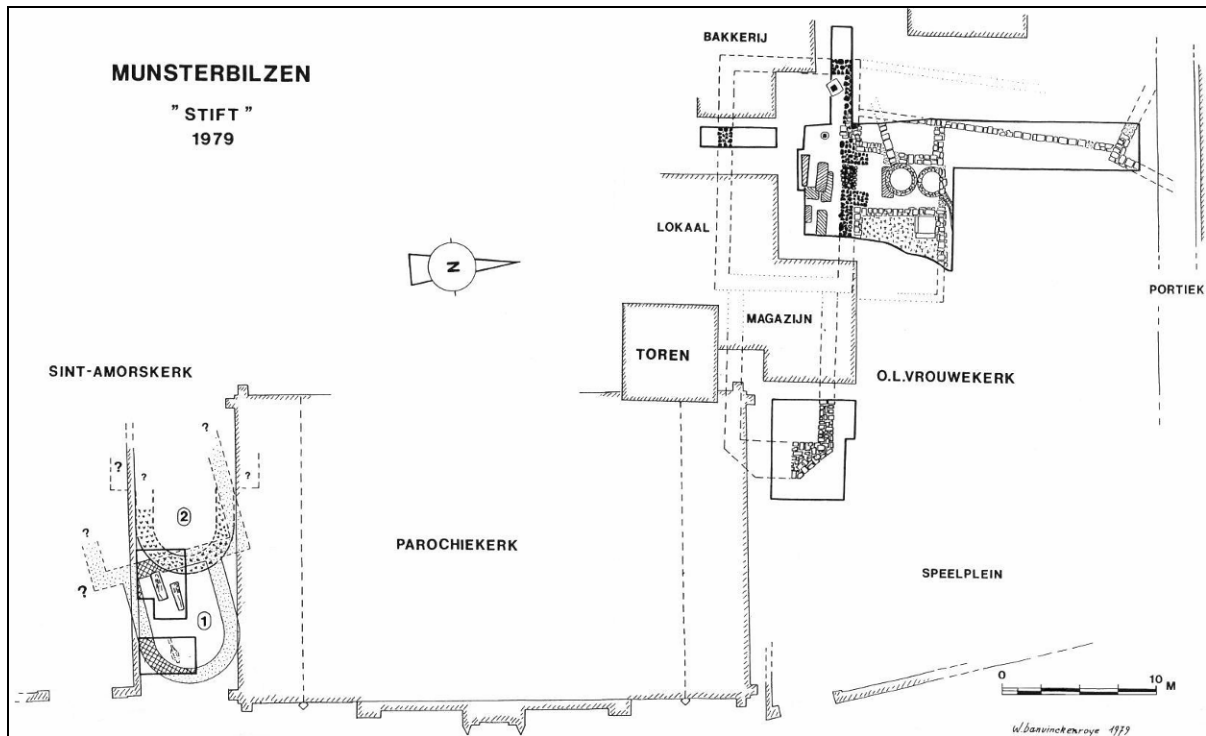 MUNSTERBILZEN
" STIFT "
1979
BAKKERIJ
LOKAAL
N
MAGAZIJN
TOREN
PORTIEK
O.L.VROUWEKERK
SINT-AMORSKERK
?
?
?
?
?
?
2
1
PAROCHIEKERK
SPEELPLEIN
0
10
M
W.vanvinckenroye 1979